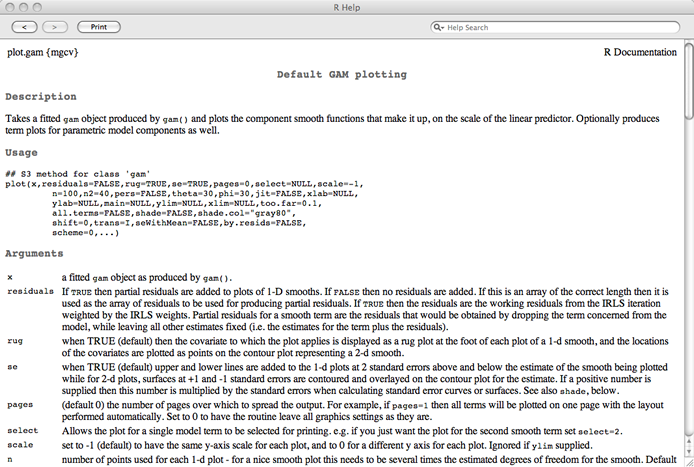 R Help
< > Print Help Search
plot.gam {mgcv} R Documentation
Default GAM plotting
Description
Takes a fitted gam object produced by gam() and plots the component smooth functions that make it up, on the scale of the linear predictor. Optionally produces
term plots for parametric model components as well.
Usage
## S3 method for class 'gam'
plot(x,residuals=FALSE,rug=TRUE,se=TRUE,pages=0,select=NULL,scale=-1,
n=100,n2=40,pers=FALSE,theta=30,phi=30,jit=FALSE,xlab=NULL,
ylab=NULL,main=NULL,ylim=NULL,xlim=NULL,too.far=0.1,
all.terms=FALSE,shade=FALSE,shade.col="gray80",
shift=0,trans=I,seWithMean=FALSE,by.resids=FALSE,
scheme=0,...)
Arguments
x a fitted gam object as produced by gam().
residuals If TRUE then partial residuals are added to plots of 1-D smooths. If FALSE then no residuals are added. If this is an array of the correct length then it is
used as the array of residuals to be used for producing partial residuals. If TRUE then the residuals are the working residuals from the IRLS iteration
weighted by the IRLS weights. Partial residuals for a smooth term are the residuals that would be obtained by dropping the term concerned from the
model, while leaving all other estimates fixed (i.e. the estimates for the term plus the residuals).
rug when TRUE (default) then the covariate to which the plot applies is displayed as a rug plot at the foot of each plot of a 1-d smooth, and the locations
of the covariates are plotted as points on the contour plot representing a 2-d smooth.
se when TRUE (default) upper and lower lines are added to the 1-d plots at 2 standard errors above and below the estimate of the smooth being plotted
while for 2-d plots, surfaces at +1 and -1 standard errors are contoured and overlayed on the contour plot for the estimate. If a positive number is
supplied then this number is multiplied by the standard errors when calculating standard error curves or surfaces. See also shade, below.
pages (default 0) the number of pages over which to spread the output. For example, if pages=1 then all terms will be plotted on one page with the layout
performed automatically. Set to 0 to have the routine leave all graphics settings as they are.
select Allows the plot for a single model term to be selected for printing. e.g. if you just want the plot for the second smooth term set select=2.
scale set to -1 (default) to have the same y-axis scale for each plot, and to 0 for a different y axis for each plot. Ignored if ylim supplied.
n number of points used for each 1-d plot - for a nice smooth plot this needs to be several times the estimated degrees of freedom for the smooth. Default